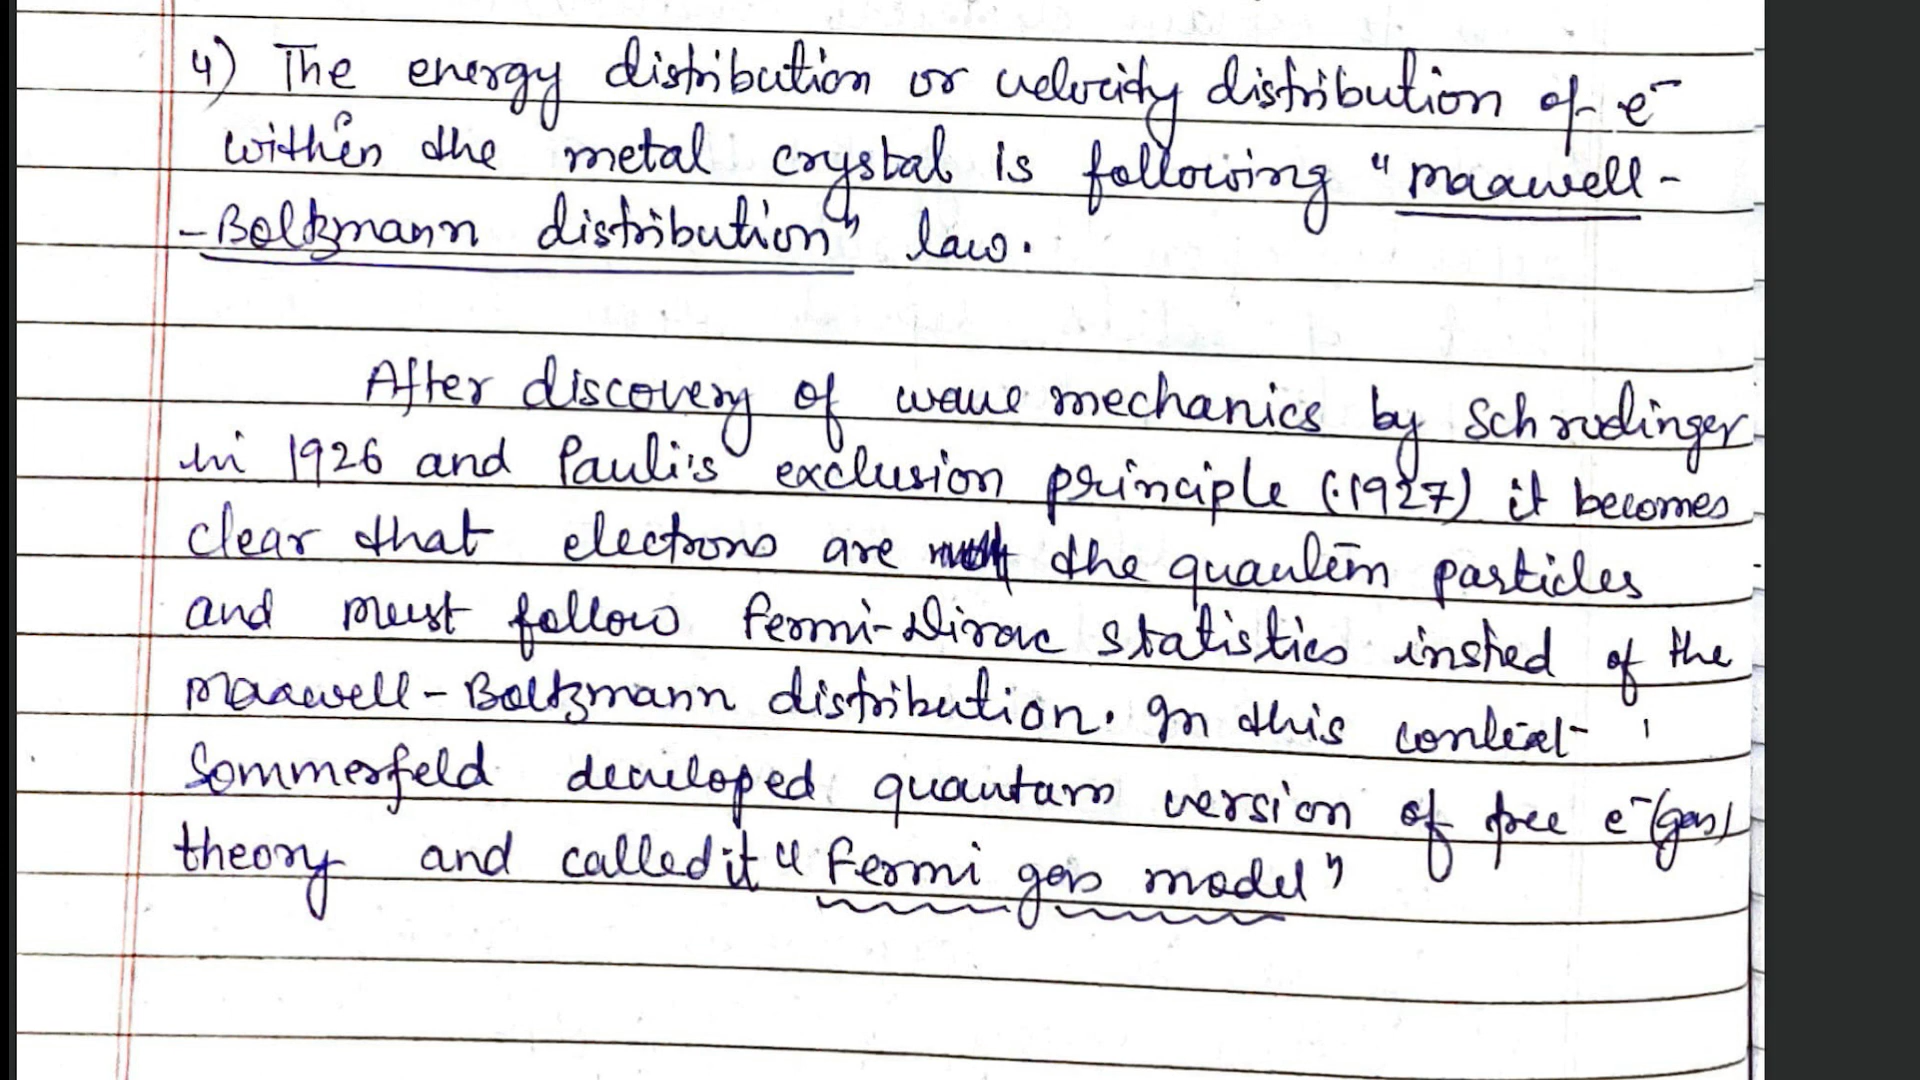 4) The energy distribution or velocity distribution of e⁻
within the metal crystal is following "Maxwell-
-Boltzmann distribution" law.
After discovery of wave mechanics by Schrodinger
in 1926 and Pauli's exclusion principle (1927) it becomes
clear that electrons are the quantum particles
and must follow Fermi-Dirac statistics insted of the
Maxwell-Boltzmann distribution. In this context
Sommerfeld developed quantum version of free e⁻(gas)
theory and called it "Fermi gas model"